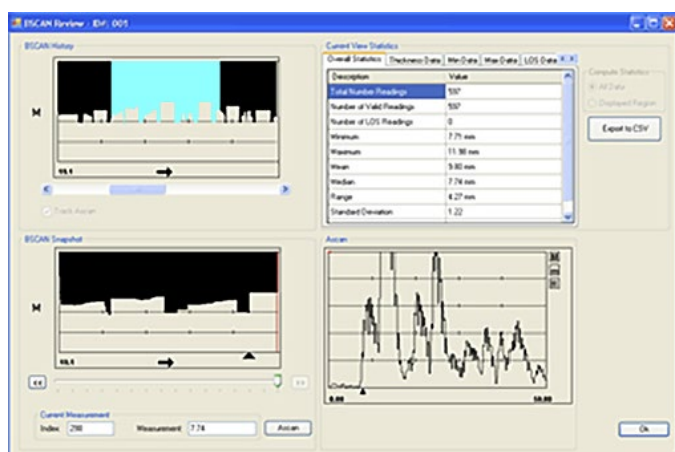 BSCAN Review - ID#: 001
BSCAN History
M
Track Ascan
BSCAN Snapshot
M
<<
>>
Current Measurement
Index 298 Measurement 7.74 Ascan
Current View Statistics
Overall Statistics Thickness Data Min Data Max Data LOS Data
Description Value
Total Number Readings 597
Number of Valid Readings 597
Number of LOS Readings 0
Minimum 7.71 mm
Maximum 11.98 mm
Mean 9.80 mm
Median 7.74 mm
Range 4.27 mm
Standard Deviation 1.22
Compute Statistics
All Data
Displayed Region
Export to CSV
Ascan
0.00 50.00
Ok